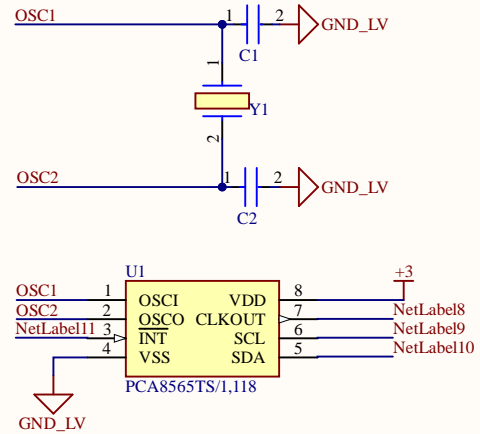 OSC1
1
2
GND_LV
C1
1
Y1
2
OSC2
1
2
GND_LV
C2
U1
+3
OSC1 1 OSCI VDD 8
OSC2 2 OSCO CLKOUT 7 NetLabel8
NetLabel11 3 INT SCL 6 NetLabel9
4 VSS SDA 5 NetLabel10
PCA8565TS/1,118
GND_LV